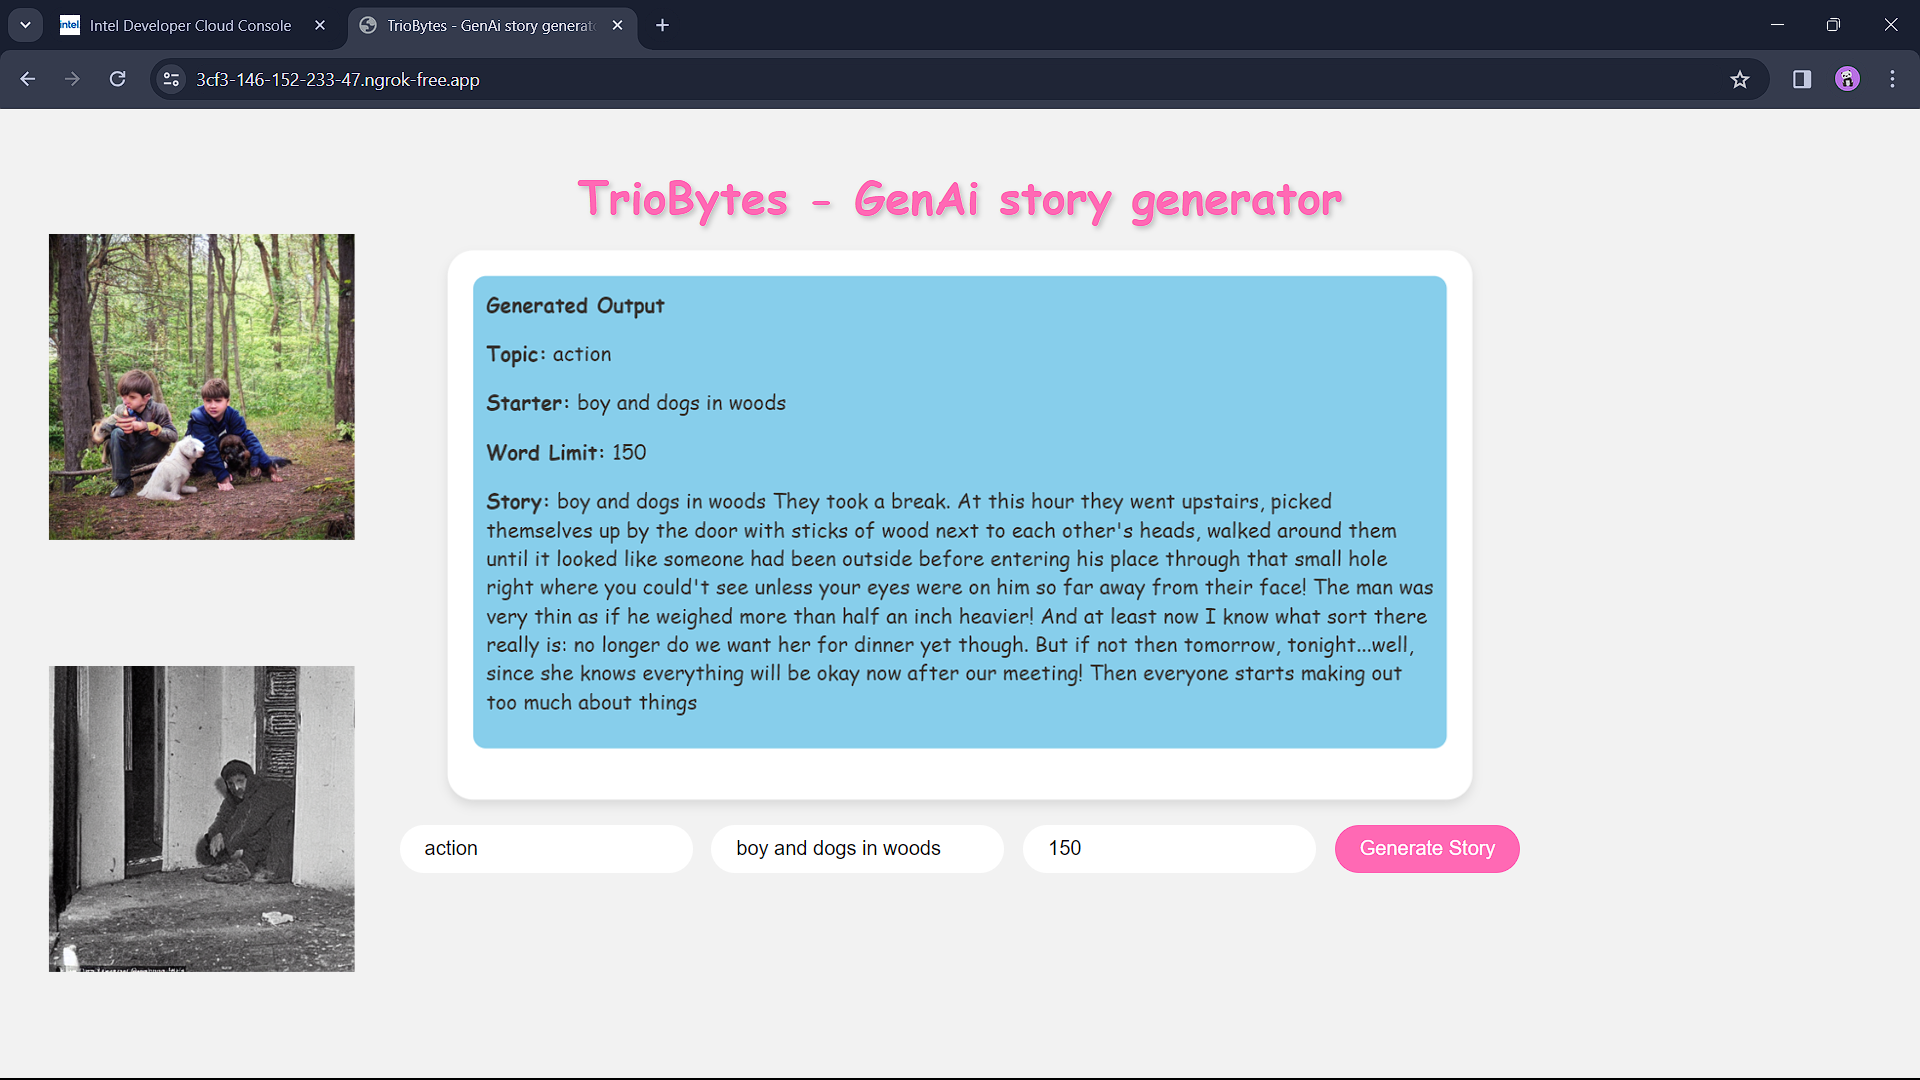 intel Intel Developer Cloud Console
TrioBytes - GenAi story generat
3cf3-146-152-233-47.ngrok-free.app
TrioBytes - GenAi story generator
Generated Output
Topic: action
Starter: boy and dogs in woods
Word Limit: 150
Story: boy and dogs in woods They took a break. At this hour they went upstairs, picked
themselves up by the door with sticks of wood next to each other's heads, walked around them
until it looked like someone had been outside before entering his place through that small hole
right where you could't see unless your eyes were on him so far away from their face! The man was
very thin as if he weighed more than half an inch heavier! And at least now I know what sort there
really is: no longer do we want her for dinner yet though. But if not then tomorrow, tonight...well,
since she knows everything will be okay now after our meeting! Then everyone starts making out
too much about things
action
boy and dogs in woods
150
Generate Story